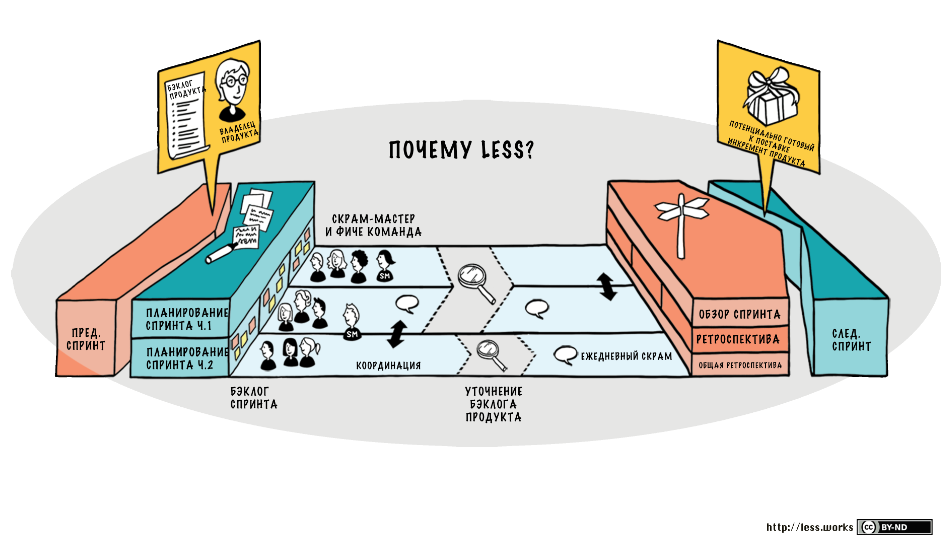 БЭКЛОГ
ПРОДУКТА
ВЛАДЕЛЕЦ
ПРОДУКТА
ПОТЕНЦИАЛЬНО ГОТОВЫЙ
К ПОСТАВКЕ
ИНКРЕМЕНТ ПРОДУКТА
ПОЧЕМУ LESS?
СКРАМ-МАСТЕР
И ФИЧЕ КОМАНДА
SM
SM
ПРЕД.
СПРИНТ
ПЛАНИРОВАНИЕ
СПРИНТА Ч.1
ПЛАНИРОВАНИЕ
СПРИНТА Ч.2
КООРДИНАЦИЯ
ЕЖЕДНЕВНЫЙ СКРАМ
ОБЗОР СПРИНТА
РЕТРОСПЕКТИВА
ОБЩАЯ РЕТРОСПЕКТИВА
СЛЕД.
СПРИНТ
БЭКЛОГ
СПРИНТА
УТОЧНЕНИЕ
БЭКЛОГА
ПРОДУКТА
http://less.works
cc BY-ND